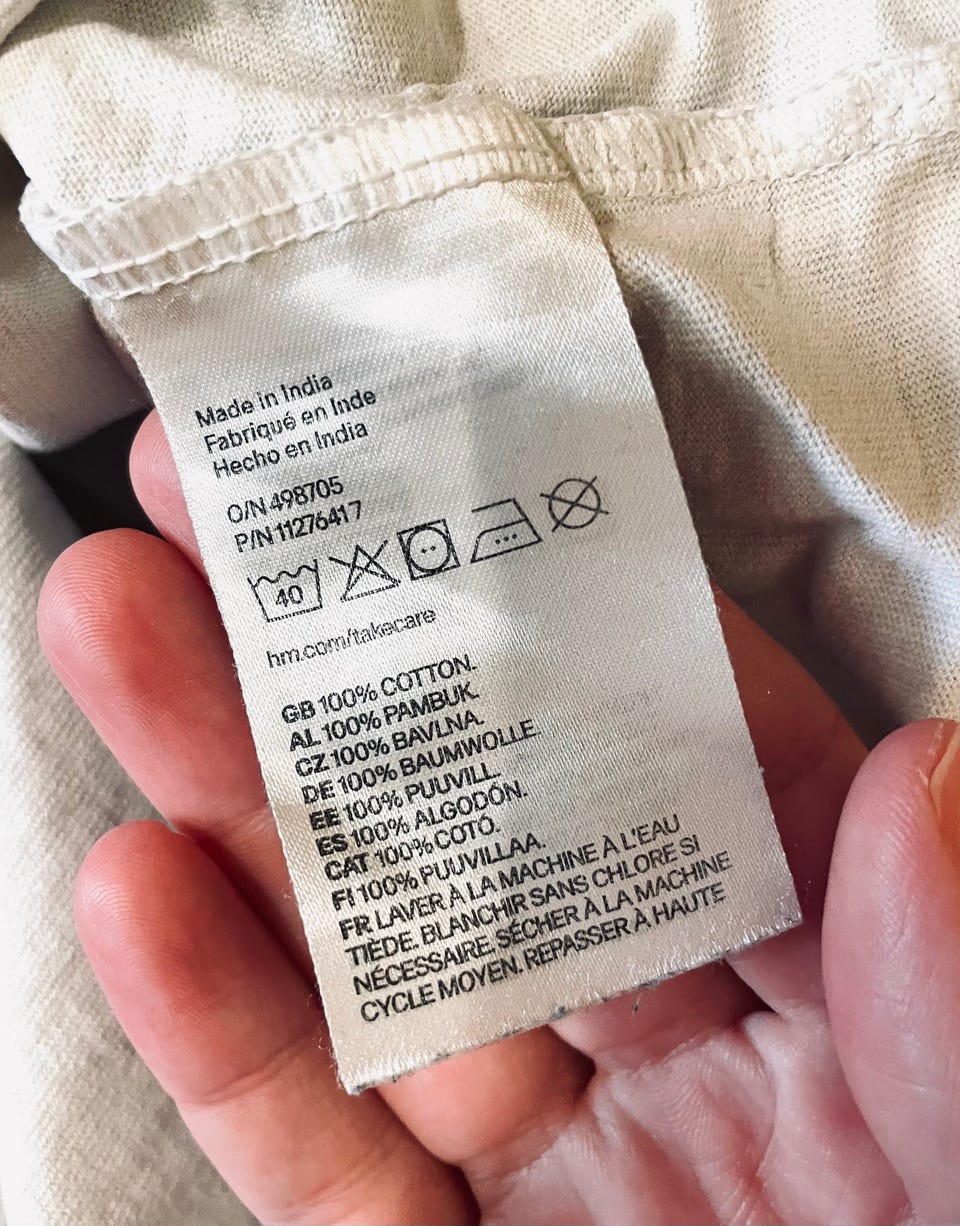 Made in India
Fabriqué en Inde
Hecho en India
O/N 498705
P/N 11276417
40
hm.com/takecare
GB 100% COTTON.
AL 100% PAMBUK.
CZ 100% BAVLNA.
DE 100% BAUMWOLLE.
EE 100% PUUVILL.
ES 100% ALGODÓN.
CAT 100% COTÓ.
FI 100% PUUVILLAA.
FR LAVER À LA MACHINE À L'EAU
TIÈDE. BLANCHIR SANS CHLORE SI
NÉCESSAIRE. SÉCHER À LA MACHINE
CYCLE MOYEN. REPASSER À HAUTE